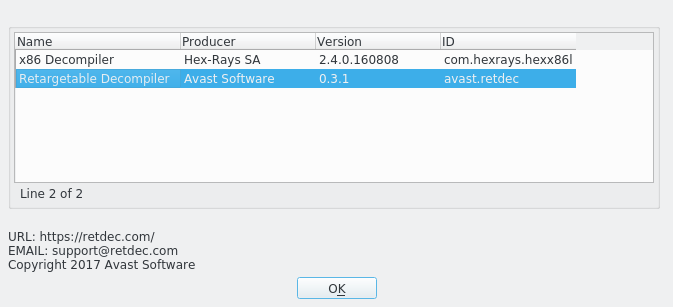 Name Producer Version ID
x86 Decompiler Hex-Rays SA 2.4.0.160808 com.hexrays.hexx86l
Retargetable Decompiler Avast Software 0.3.1 avast.retdec
Line 2 of 2
URL: https://retdec.com/
EMAIL: support@retdec.com
Copyright 2017 Avast Software
OK